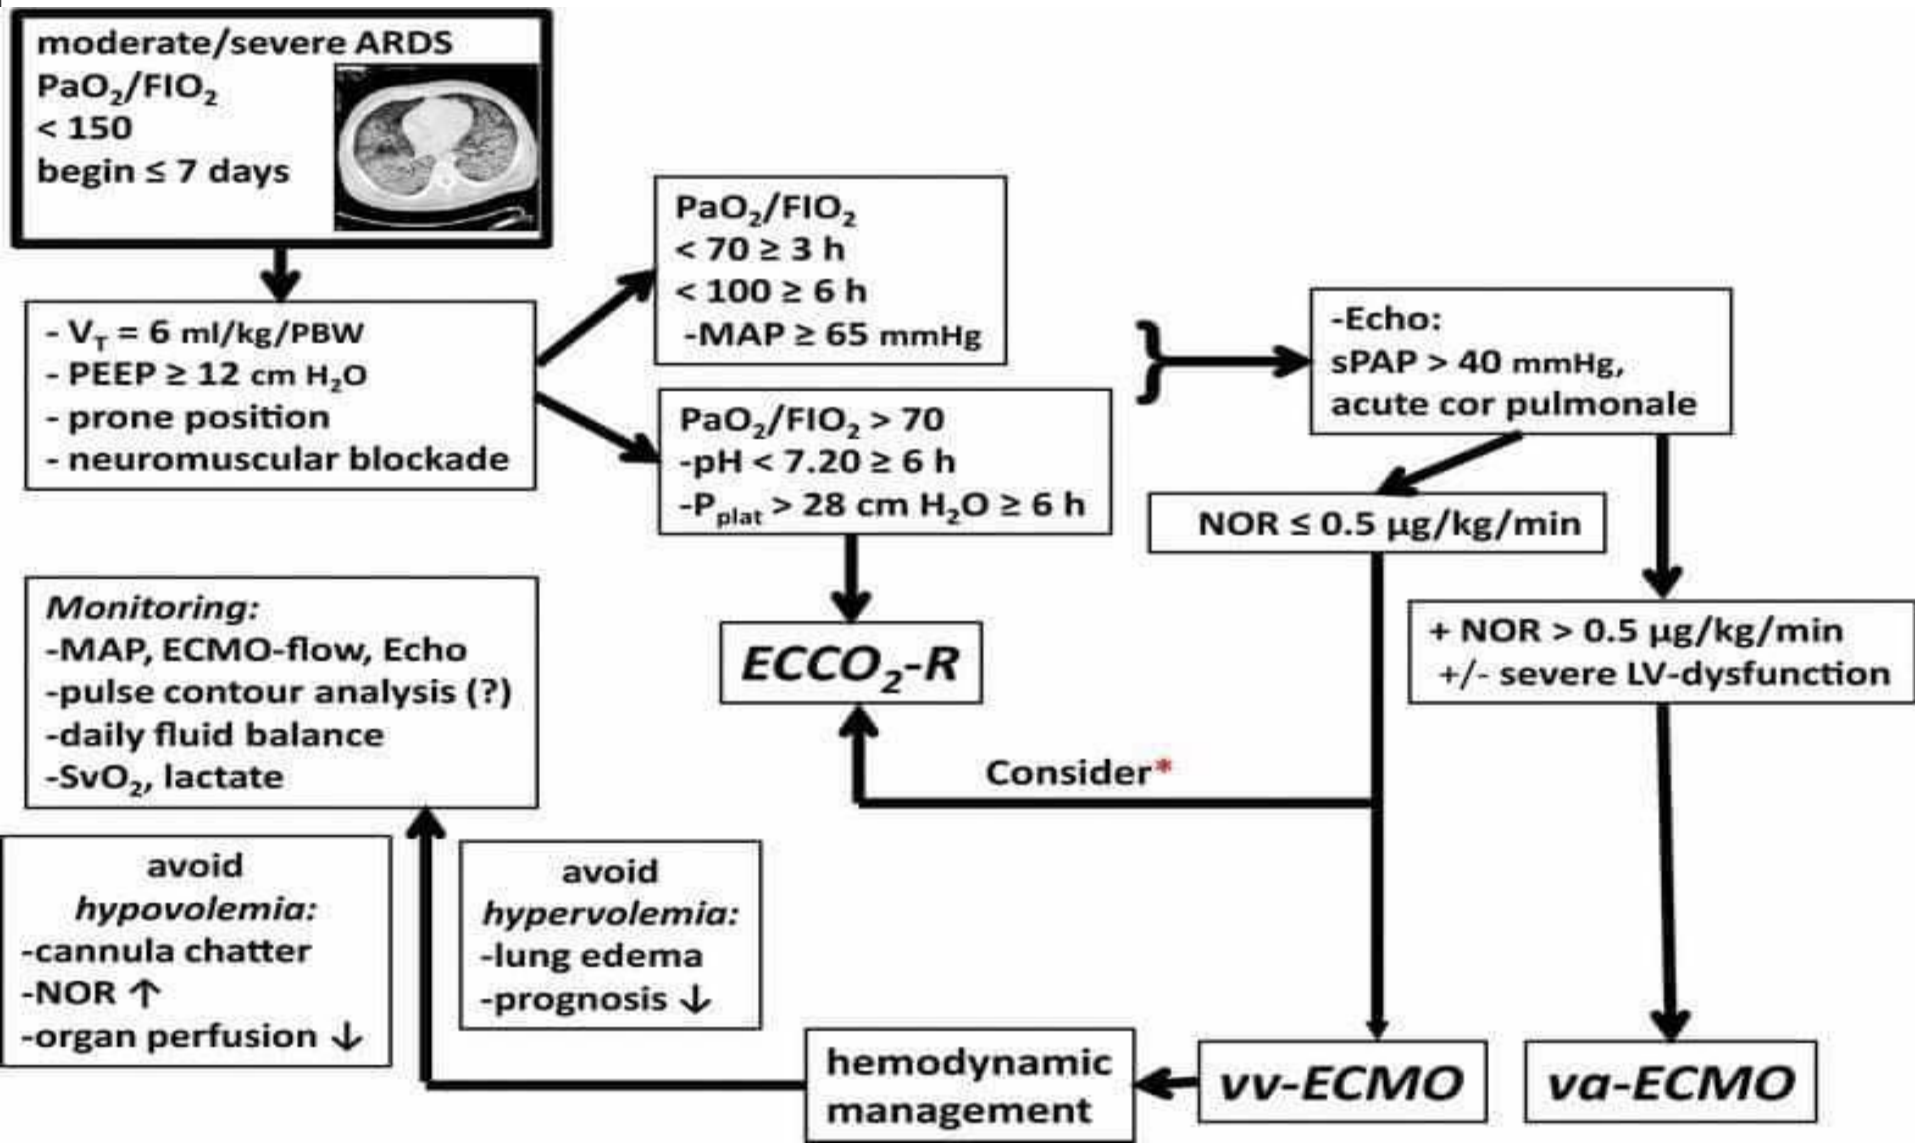 moderate/severe ARDS
PaO₂/FIO₂
< 150
begin ≤ 7 days
- V_T = 6 ml/kg/PBW
- PEEP ≥ 12 cm H₂O
- prone position
- neuromuscular blockade
PaO₂/FIO₂
< 70 ≥ 3 h
< 100 ≥ 6 h
-MAP ≥ 65 mmHg
PaO₂/FIO₂ > 70
-pH < 7.20 ≥ 6 h
-P_plat > 28 cm H₂O ≥ 6 h
}
-Echo:
sPAP > 40 mmHg,
acute cor pulmonale
NOR ≤ 0.5 µg/kg/min
+ NOR > 0.5 µg/kg/min
+/- severe LV-dysfunction
ECCO₂-R
Consider*
Monitoring:
-MAP, ECMO-flow, Echo
-pulse contour analysis (?)
-daily fluid balance
-SvO₂, lactate
avoid
hypovolemia:
-cannula chatter
-NOR ↑
-organ perfusion ↓
avoid
hypervolemia:
-lung edema
-prognosis ↓
hemodynamic
management
vv-ECMO
va-ECMO